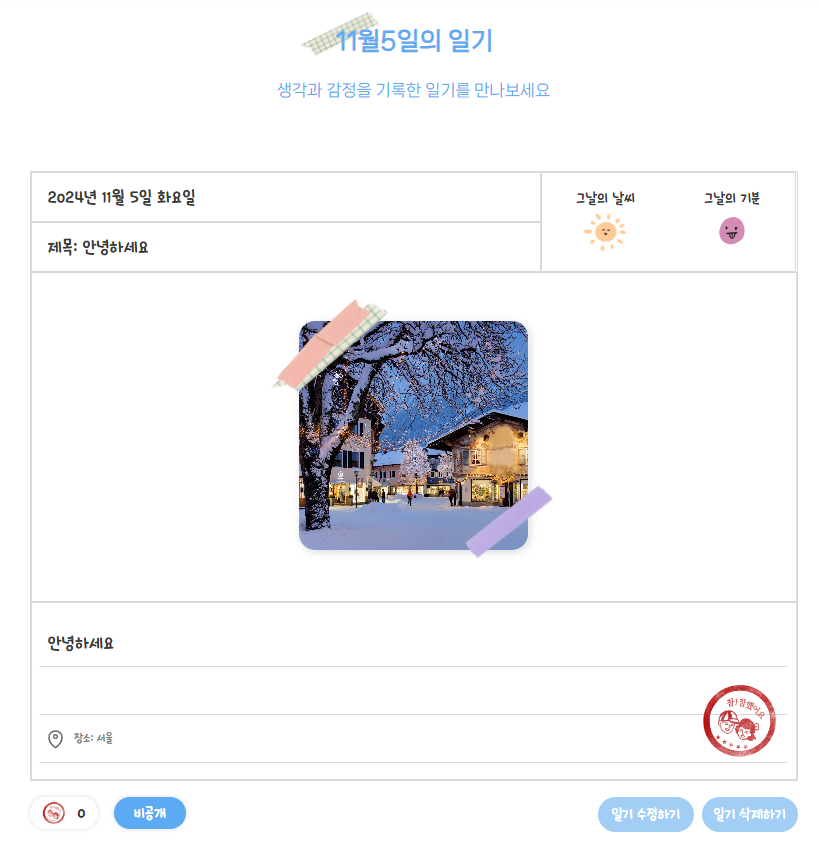 11월5일의 일기
생각과 감정을 기록한 일기를 만나보세요
2024년 11월 5일 화요일
그날의 날씨
그날의 기분
제목: 안녕하세요
안녕하세요
참!잘했어요
장소: 서울
0
비공개
일기 수정하기
일기 삭제하기